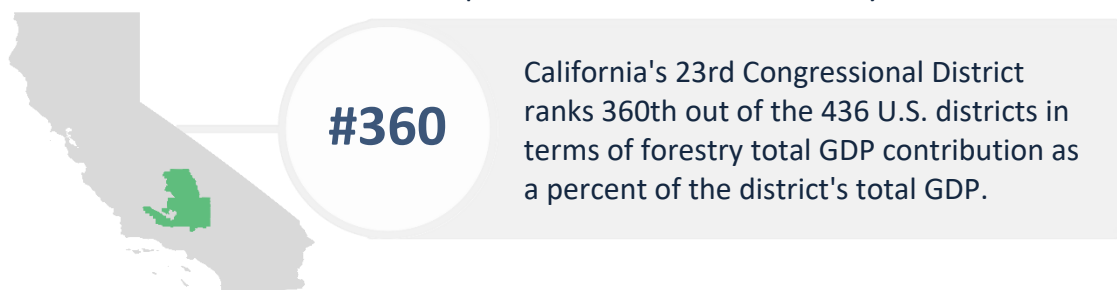 #360
California's 23rd Congressional District
ranks 360th out of the 436 U.S. districts in
terms of forestry total GDP contribution as
a percent of the district's total GDP.